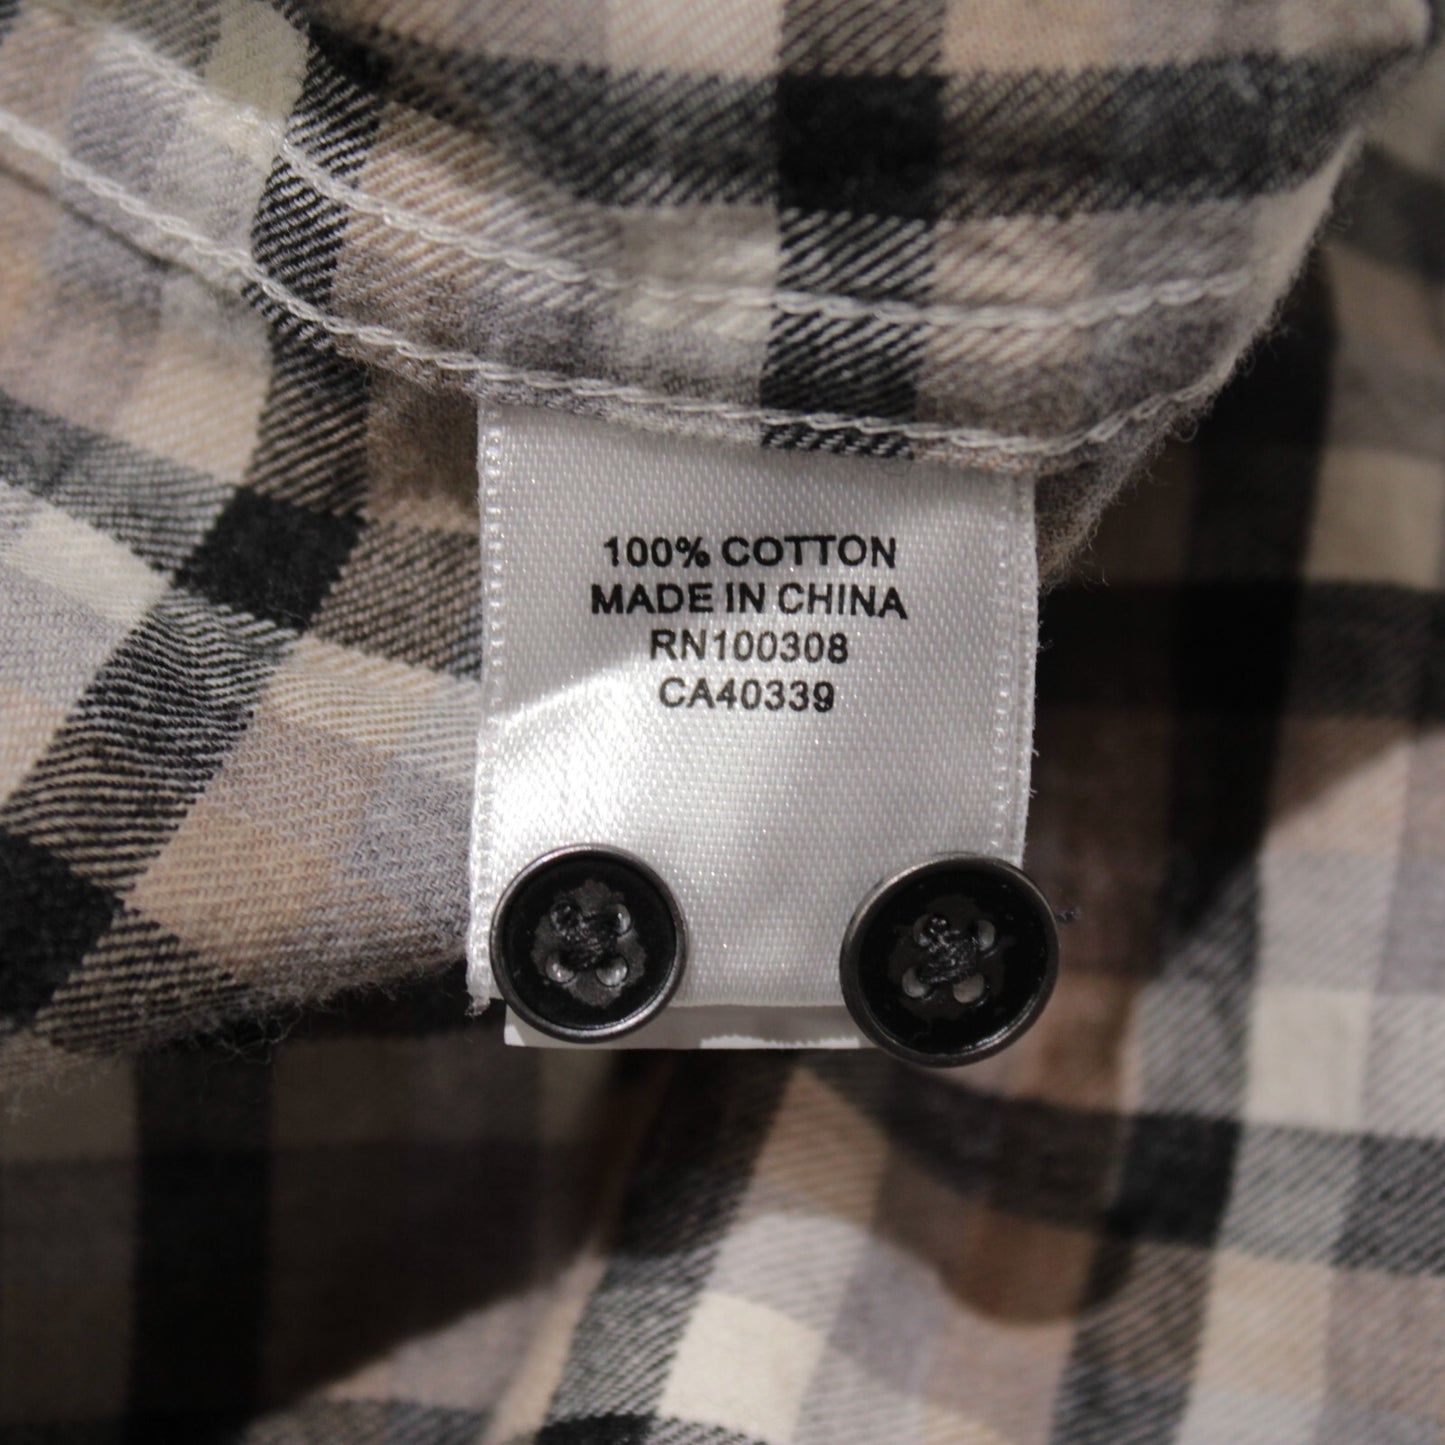 100% COTTON
MADE IN CHINA
RN100308
CA40339